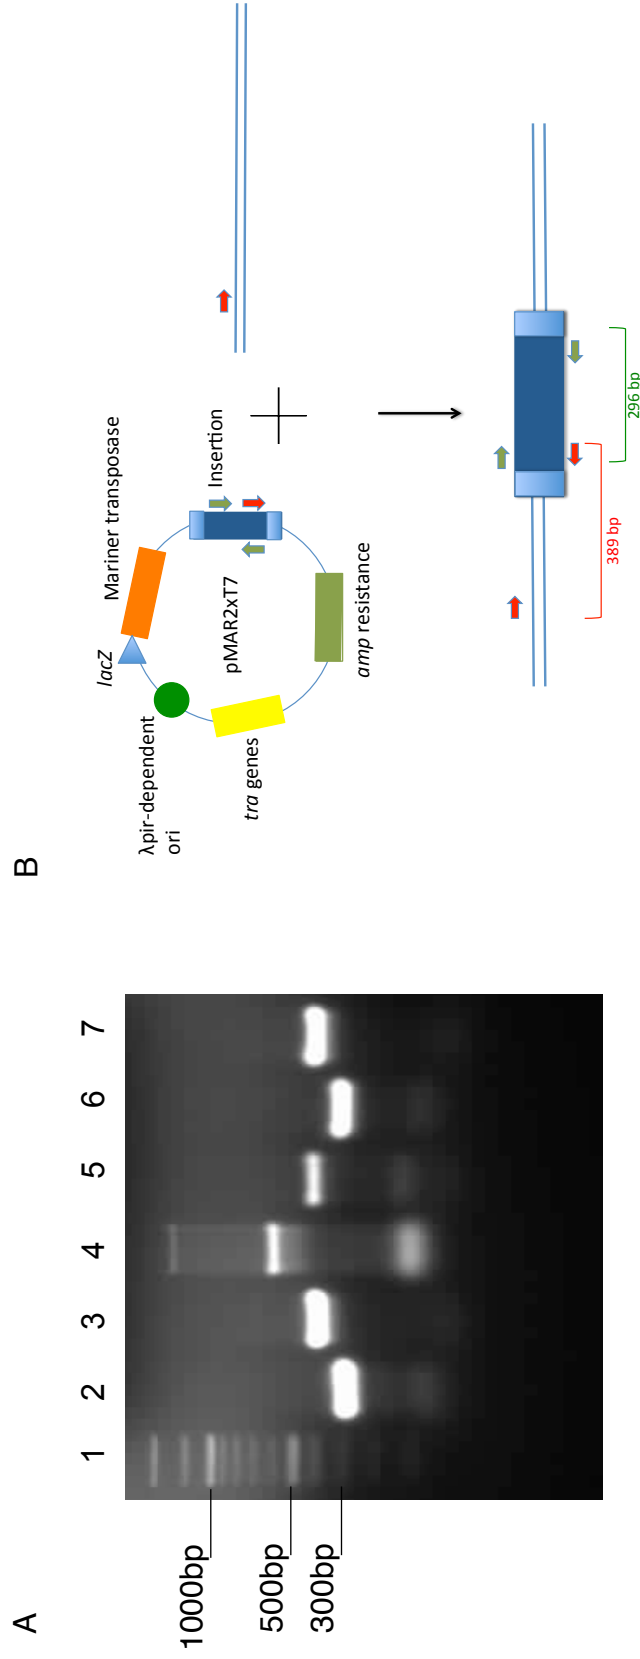 A
1 2 3 4 5 6 7
1000bp
500bp
300bp
B
lacZ
Mariner transposase
λpir-dependent
ori
Insertion
pMAR2xT7
tra genes
amp resistance
389 bp
296 bp